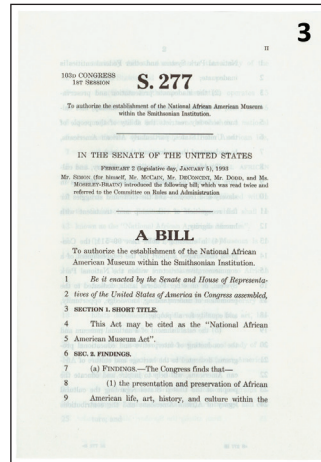 3
II
103D CONGRESS
1ST SESSION
S. 277
To authorize the establishment of the National African American Museum
within the Smithsonian Institution.
IN THE SENATE OF THE UNITED STATES
FEBRUARY 2 (legislative day, JANUARY 5), 1993
Mr. SIMON (for himself, Mr. MCCAIN, Mr. DECONCINI, Mr. DODD, and Ms.
MOSELEY-BRAUN) introduced the following bill; which was read twice and
referred to the Committee on Rules and Administration
A BILL
To authorize the establishment of the National African
American Museum within the Smithsonian Institution.
1 Be it enacted by the Senate and House of Representa-
2 tives of the United States of America in Congress assembled,
3 SECTION 1. SHORT TITLE.
4 This Act may be cited as the “National African
5 American Museum Act”.
6 SEC. 2. FINDINGS.
7 (a) FINDINGS.—The Congress finds that—
8 (1) the presentation and preservation of African
9 American life, art, history, and culture within the